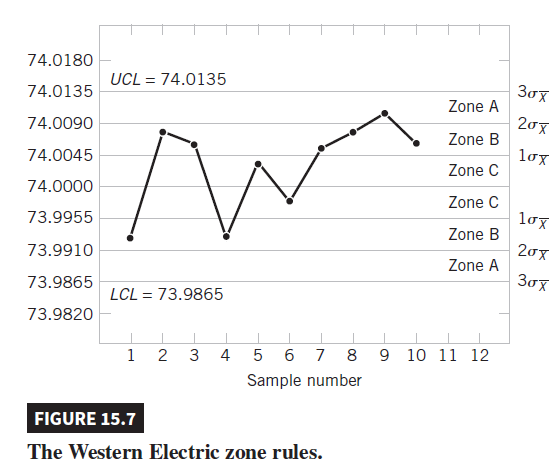 74.0180
UCL = 74.0135
74.0135
3σX̅
Zone A
74.0090
2σX̅
Zone B
74.0045
1σX̅
Zone C
74.0000
Zone C
73.9955
1σX̅
Zone B
73.9910
2σX̅
Zone A
73.9865
3σX̅
LCL = 73.9865
73.9820
1 2 3 4 5 6 7 8 9 10 11 12
Sample number
FIGURE 15.7
The Western Electric zone rules.